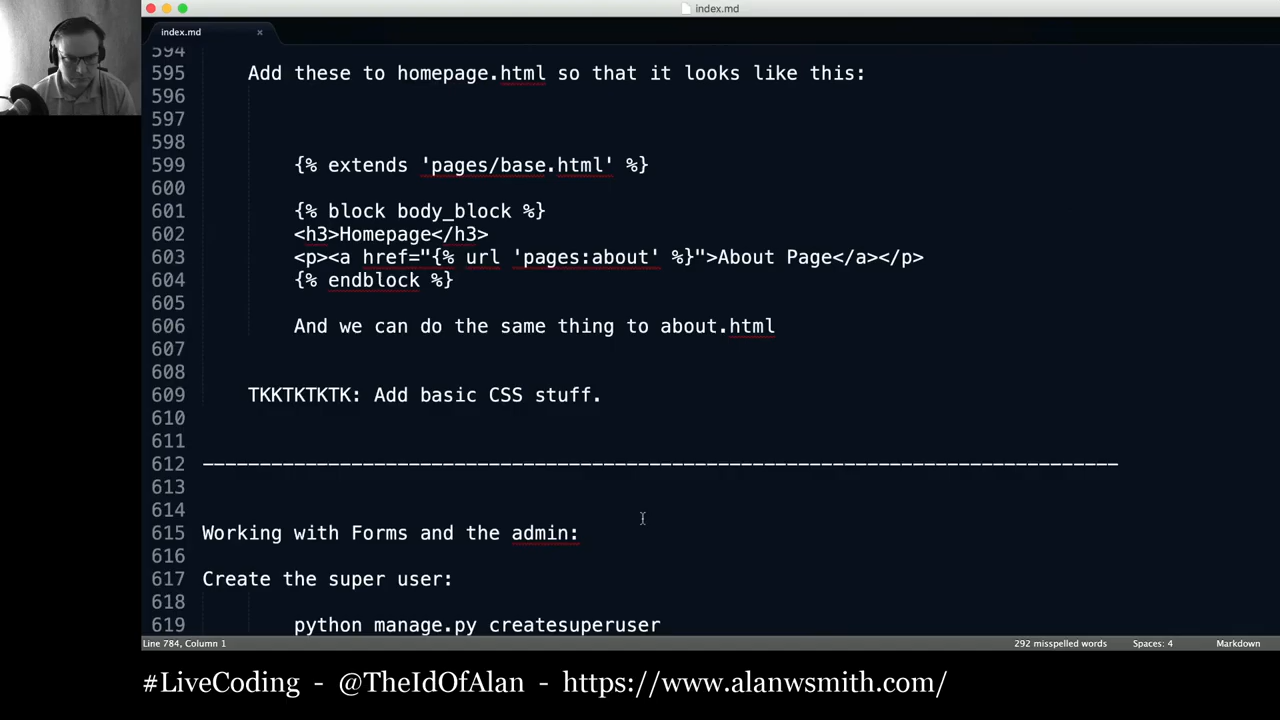 index.md
index.md ×
594
595 Add these to homepage.html so that it looks like this:
596
597
598
599 {% extends 'pages/base.html' %}
600
601 {% block body_block %}
602 <h3>Homepage</h3>
603 <p><a href="{% url 'pages:about' %}">About Page</a></p>
604 {% endblock %}
605
606 And we can do the same thing to about.html
607
608
609 TKKTKTKTK: Add basic CSS stuff.
610
611
612 --------------------------------------------------------------------------------
613
614
615 Working with Forms and the admin:
616
617 Create the super user:
618
619 python manage.py createsuperuser
Line 784, Column 1 292 misspelled words Spaces: 4 Markdown
#LiveCoding - @TheIdOfAlan - https://www.alanwsmith.com/